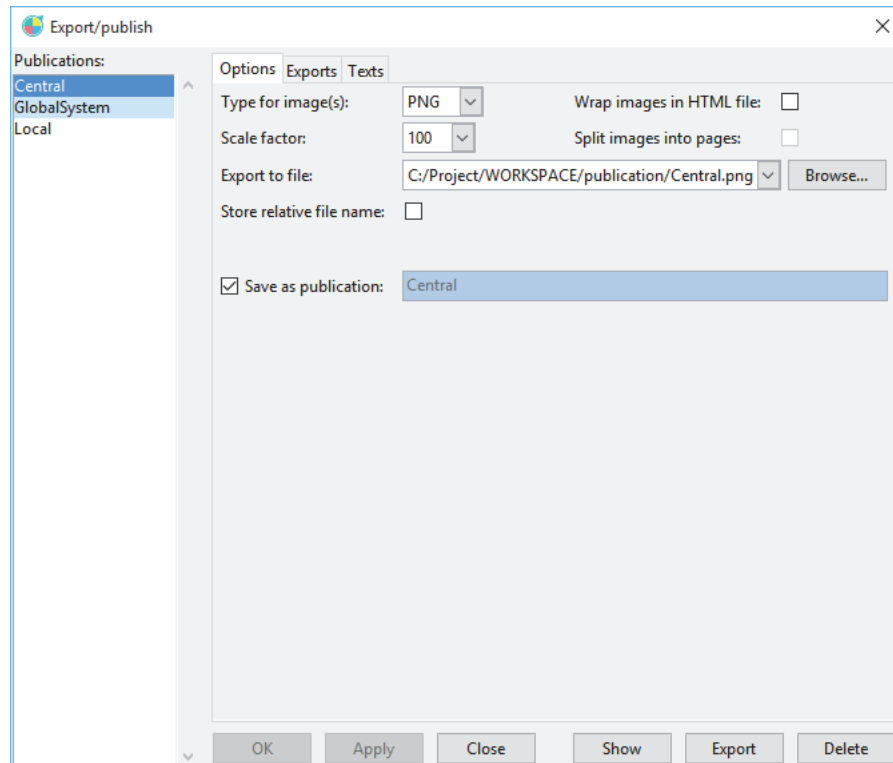 Export/publish
Publications:
Central
GlobalSystem
Local
Options Exports Texts
Type for image(s): PNG Wrap images in HTML file:
Scale factor: 100 Split images into pages:
Export to file: C:/Project/WORKSPACE/publication/Central.png Browse...
Store relative file name:
Save as publication: Central
OK Apply Close Show Export Delete